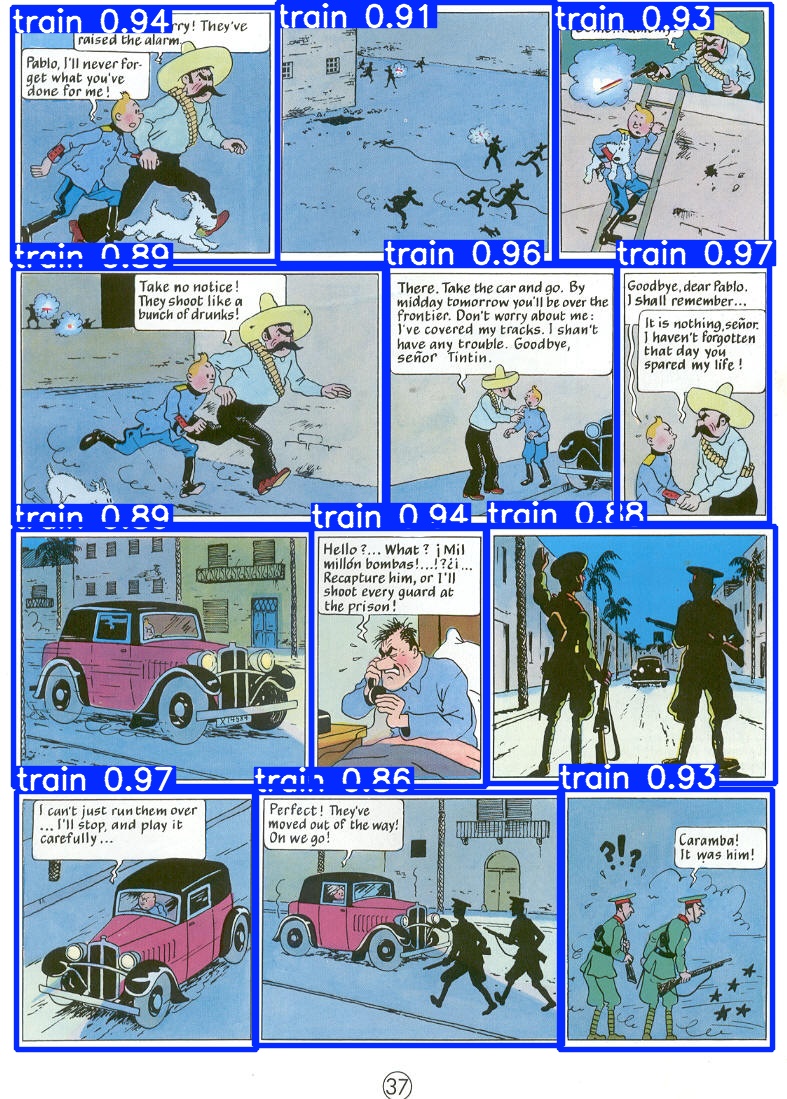 train 0.94
train 0.91
train 0.93
rry! They've
raised the alarm.
Pablo, I'll never for-
get what you've
done for me!
train 0.89
train 0.96
train 0.97
Take no notice!
They shoot like a
bunch of drunks!
There. Take the car and go. By
midday tomorrow you'll be over the
frontier. Don't worry about me:
I've covered my tracks. I shan't
have any trouble. Goodbye,
señor Tintin.
Goodbye, dear Pablo.
I shall remember...
It is nothing, señor.
I haven't forgotten
that day you
spared my life!
train 0.89
train 0.94
train 0.88
Hello?... What? ¡Mil
millón bombas!...!?¿i...
Recapture him, or I'll
shoot every guard at
the prison!
train 0.97
train 0.86
train 0.93
I can't just run them over
... I'll stop, and play it
carefully...
Perfect! They've
moved out of the way!
On we go!
?!?
Caramba!
It was him!
37